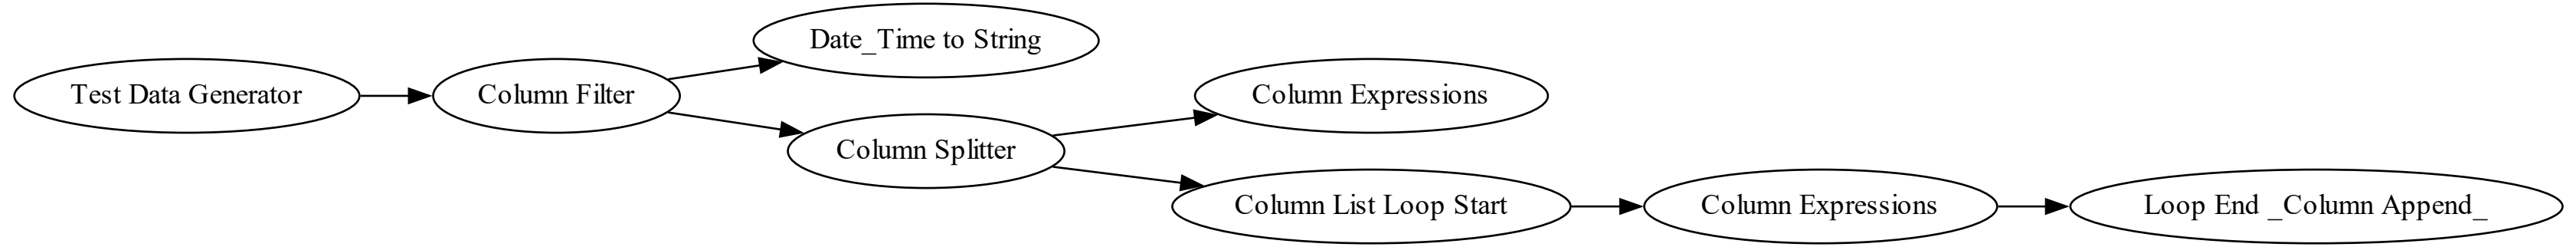 Test Data Generator
Column Filter
Date_Time to String
Column Splitter
Column Expressions
Column List Loop Start
Column Expressions
Loop End _Column Append_